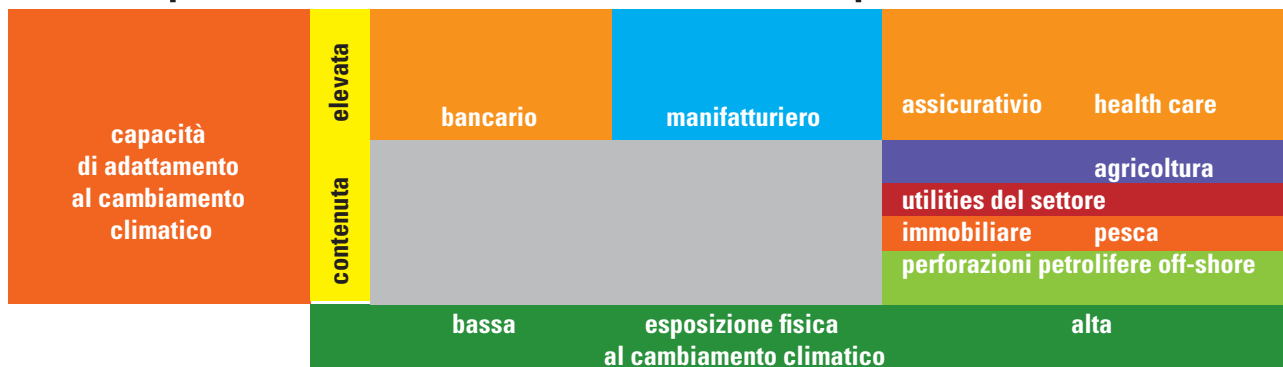 capacità
di adattamento
al cambiamento
climatico
elevata
contenuta
bancario
manifatturiero
assicurativio health care
agricoltura
utilities del settore
immobiliare pesca
perforazioni petrolifere off-shore
bassa esposizione fisica alta
al cambiamento climatico